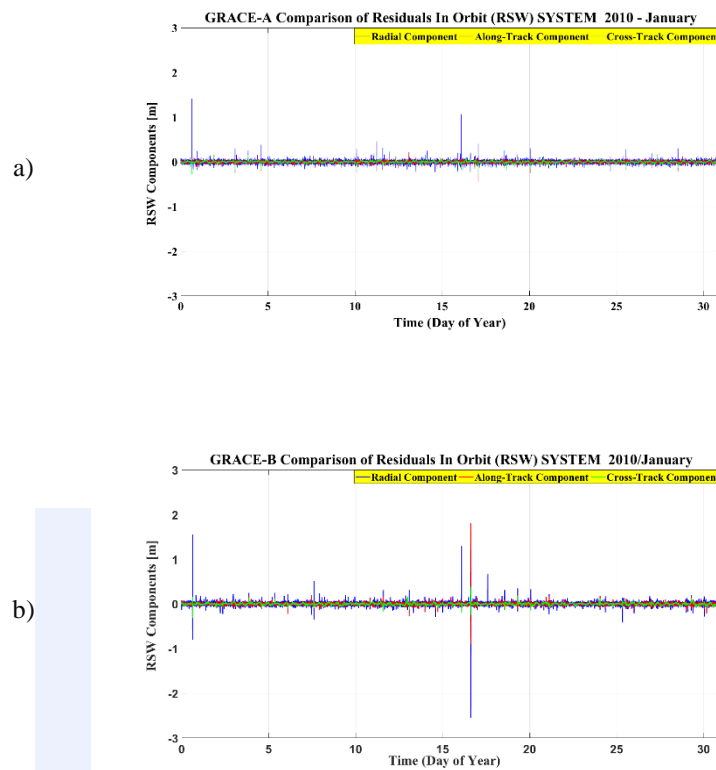 GRACE-A Comparison of Residuals In Orbit (RSW) SYSTEM 2010 - January
Radial Component Along-Track Component Cross-Track Component
3
2
1
0
-1
-2
-3
RSW Components [m]
a)
0 5 10 15 20 25 30
Time (Day of Year)
GRACE-B Comparison of Residuals In Orbit (RSW) SYSTEM 2010/January
Radial Component Along-Track Component Cross-Track Component
3
2
1
0
-1
-2
-3
RSW Components [m]
b)
0 5 10 15 20 25 30
Time (Day of Year)